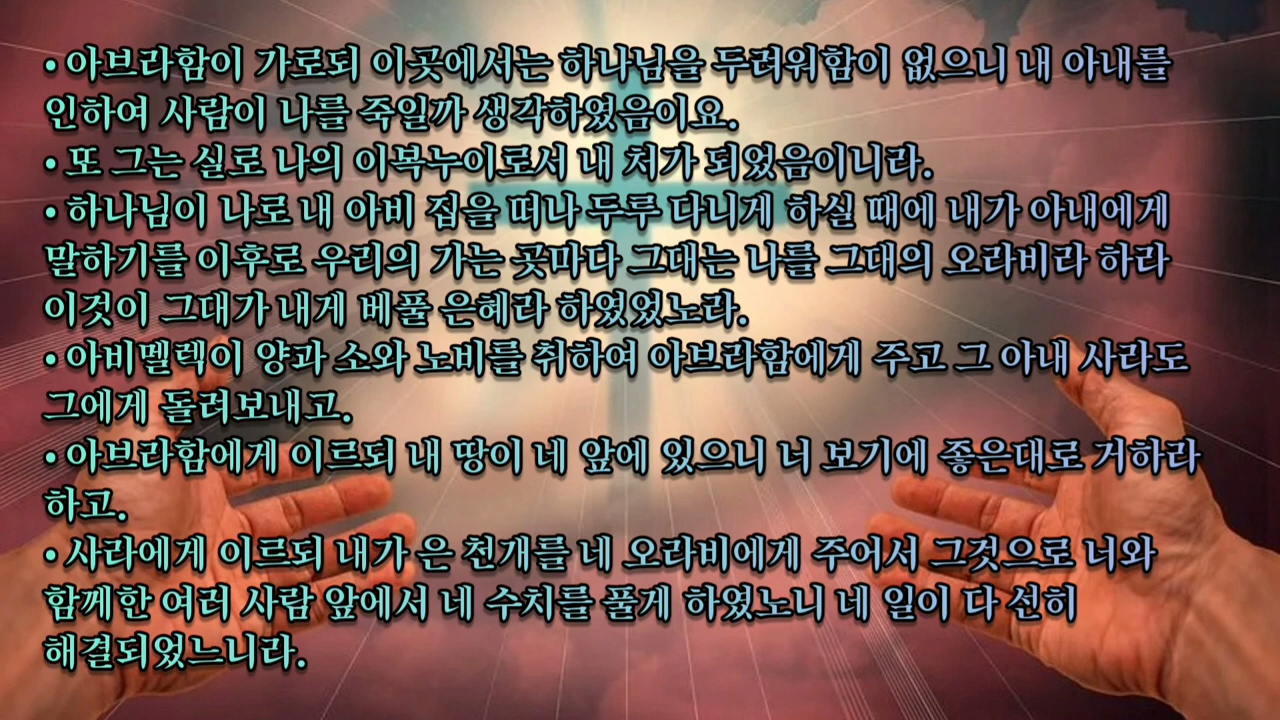 • 아브라함이 가로되 이곳에서는 하나님을 두려워함이 없으니 내 아내를
인하여 사람이 나를 죽일까 생각하였음이요.
• 또 그는 실로 나의 이복누이로서 내 처가 되었음이니라.
• 하나님이 나로 내 아비 집을 떠나 두루 다니게 하실 때에 내가 아내에게
말하기를 이후로 우리의 가는 곳마다 그대는 나를 그대의 오라비라 하라
이것이 그대가 내게 베풀 은혜라 하였었노라.
• 아비멜렉이 양과 소와 노비를 취하여 아브라함에게 주고 그 아내 사라도
그에게 돌려보내고.
• 아브라함에게 이르되 내 땅이 네 앞에 있으니 너 보기에 좋은대로 거하라
하고.
• 사라에게 이르되 내가 은 천개를 네 오라비에게 주어서 그것으로 너와
함께한 여러 사람 앞에서 네 수치를 풀게 하였노니 네 일이 다 선히
해결되었느니라.